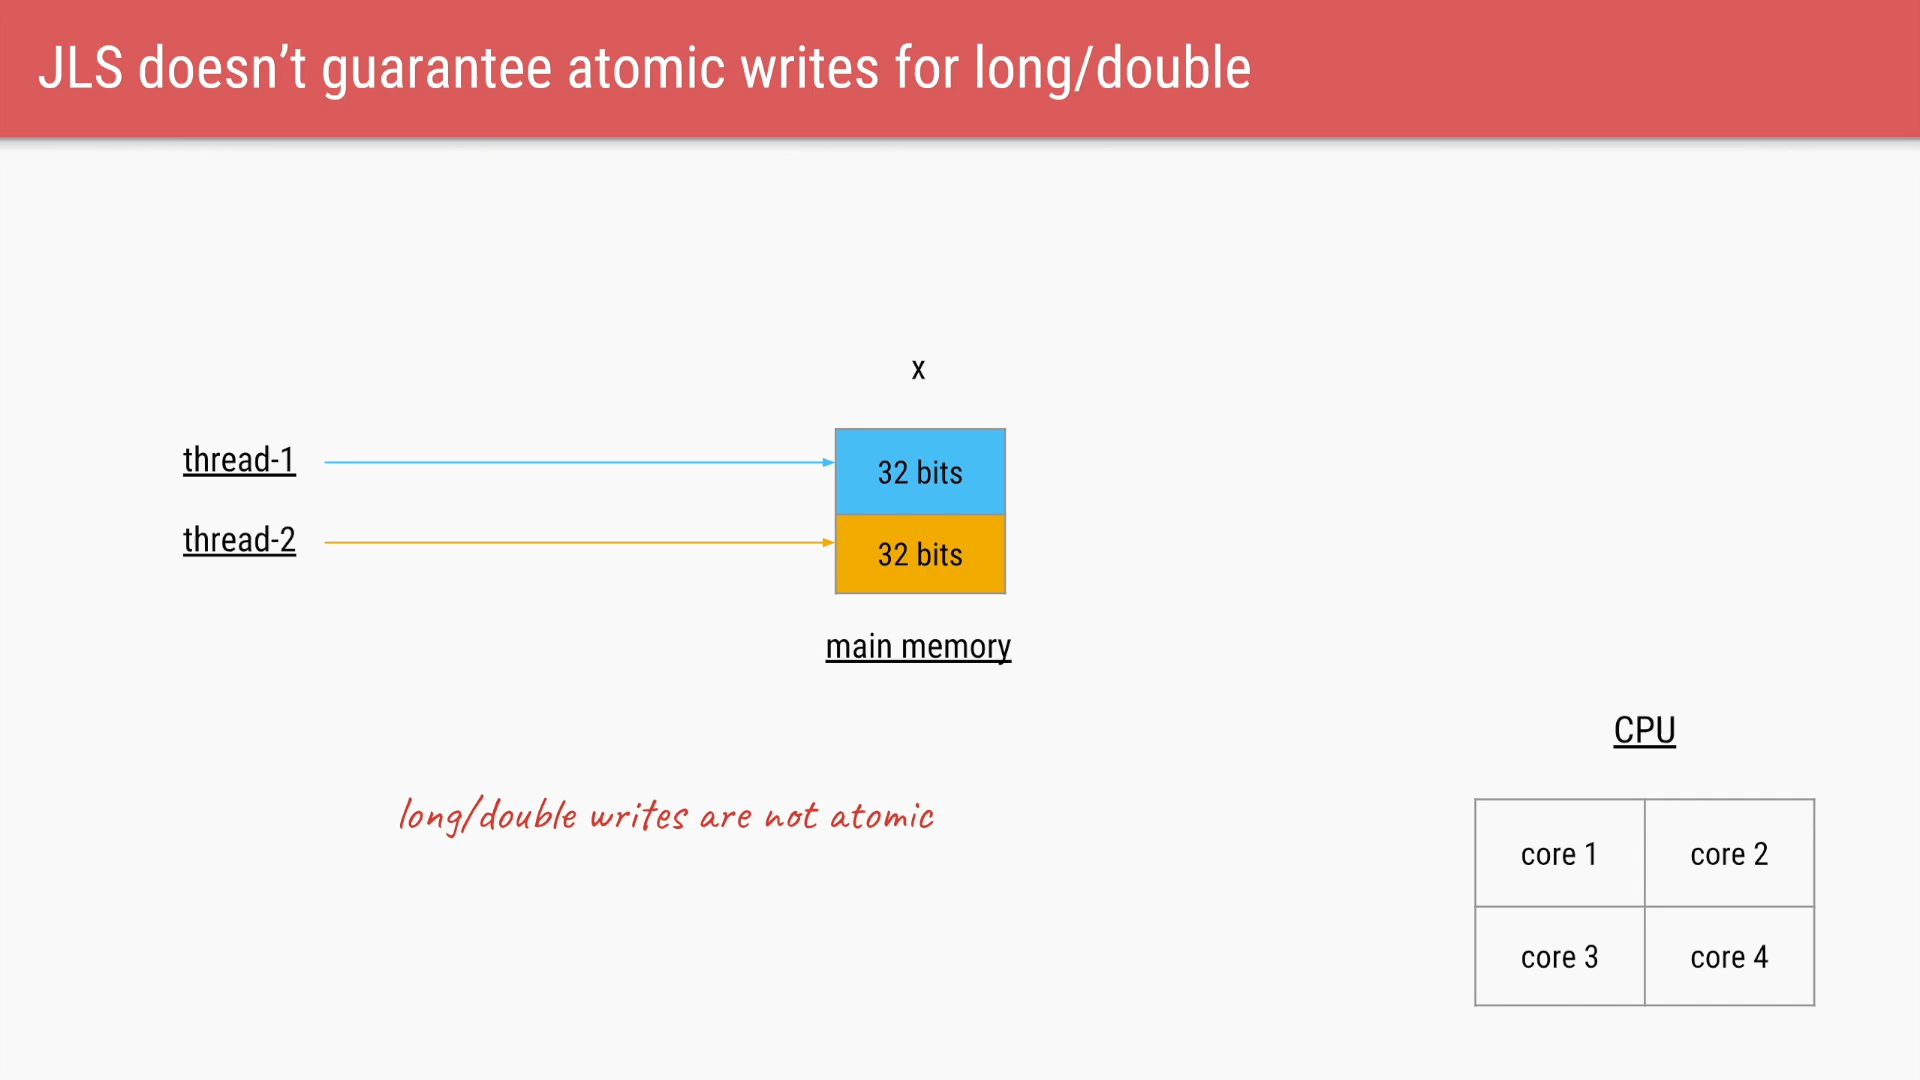 JLS doesn’t guarantee atomic writes for long/double
x
thread-1
32 bits
thread-2
32 bits
main memory
CPU
long/double writes are not atomic
core 1
core 2
core 3
core 4